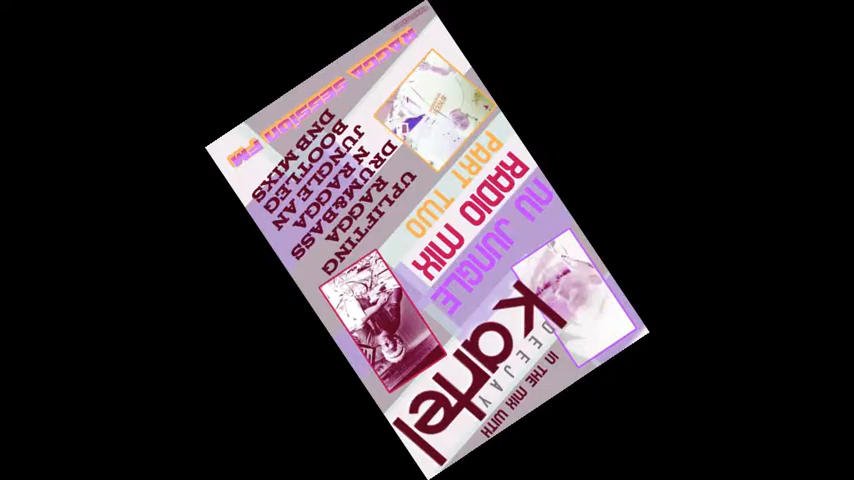 IN THE MIX WITH
DEEJAY
Kartel
NU JUNGLE
RADIO MIX
PART TWO
UPLIFTING
RAGGA
DRUM&BASS
N RAGGA
JUNGLE AN
BOOTLEG
DNB MIXS
RAGGA SESSION FM